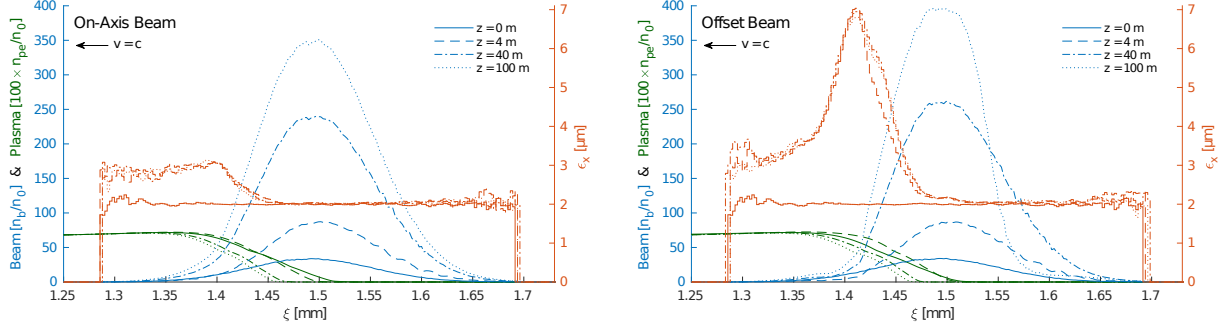 On-Axis Beam
v = c
z = 0 m
z = 4 m
z = 40 m
z = 100 m
400
350
300
250
200
150
100
50
0
Beam [n_b/n_0] & Plasma [100 × n_pe/n_0]
7
6
5
4
3
2
1
0
ϵ_x [µm]
1.25 1.3 1.35 1.4 1.45 1.5 1.55 1.6 1.65 1.7
ξ [mm]
Offset Beam
v = c
z = 0 m
z = 4 m
z = 40 m
z = 100 m
400
350
300
250
200
150
100
50
0
Beam [n_b/n_0] & Plasma [100 × n_pe/n_0]
7
6
5
4
3
2
1
0
ϵ_x [µm]
1.25 1.3 1.35 1.4 1.45 1.5 1.55 1.6 1.65 1.7
ξ [mm]